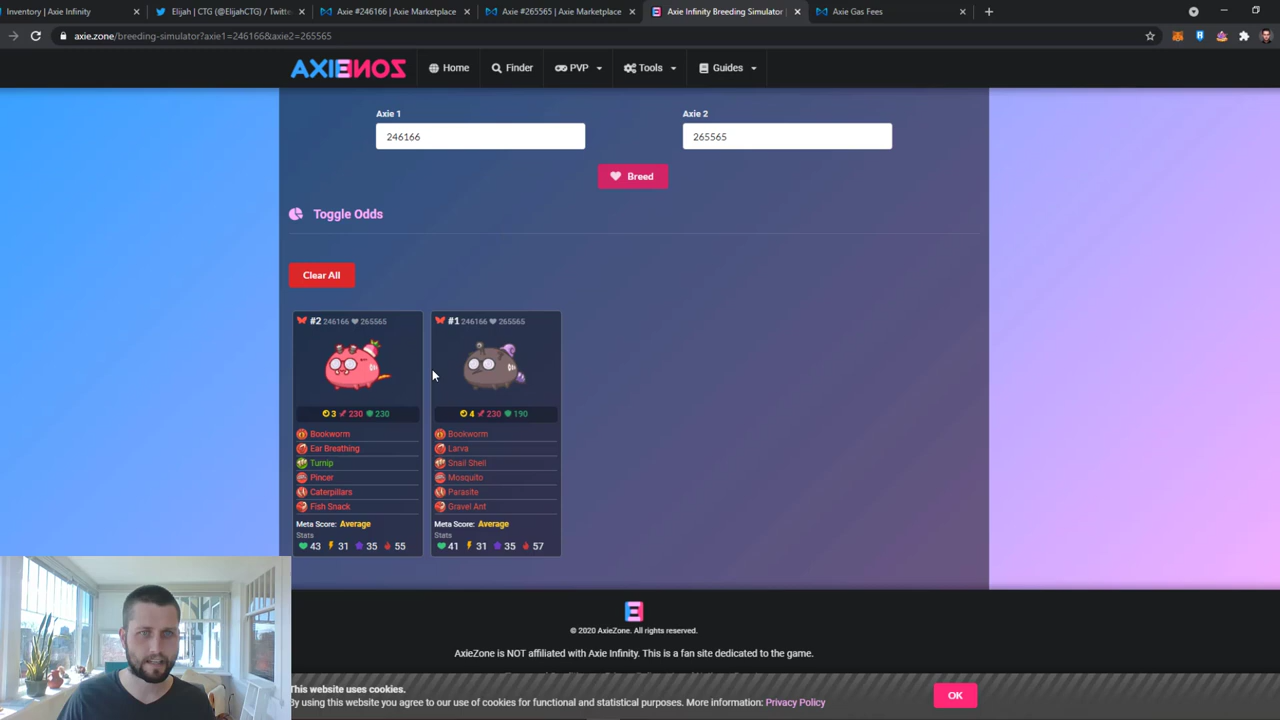 Inventory | Axie Infinity
Elijah | CTG (@ElijahCTG) / Twitte
Axie #246166 | Axie Marketplace
Axie #265565 | Axie Marketplace
Axie Infinity Breeding Simulator |
Axie Gas Fees
axie.zone/breeding-simulator?axie1=246166&axie2=265565
AXIE ZONE
Home
Finder
PVP
Tools
Guides
Axie 1
Axie 2
246166
265565
Breed
Toggle Odds
Clear All
#2 246166 265565
3 230 230
Bookworm
Ear Breathing
Turnip
Pincer
Caterpillars
Fish Snack
Meta Score: Average
Stats
43 31 35 55
#1 246166 265565
4 230 190
Bookworm
Larva
Snail Shell
Mosquito
Parasite
Gravel Ant
Meta Score: Average
Stats
41 31 35 57
© 2020 AxieZone. All rights reserved.
AxieZone is NOT affiliated with Axie Infinity. This is a fan site dedicated to the game.
This website uses cookies.
By using this website you agree to our use of cookies for functional and statistical purposes. More information: Privacy Policy
OK